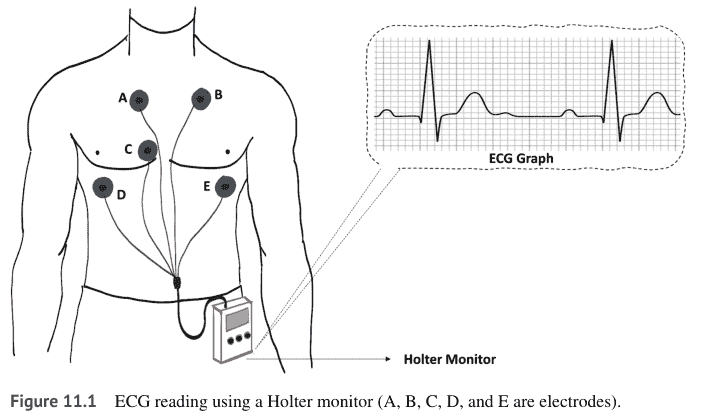 A
B
C
D
E
ECG Graph
Holter Monitor
Figure 11.1 ECG reading using a Holter monitor (A, B, C, D, and E are electrodes).